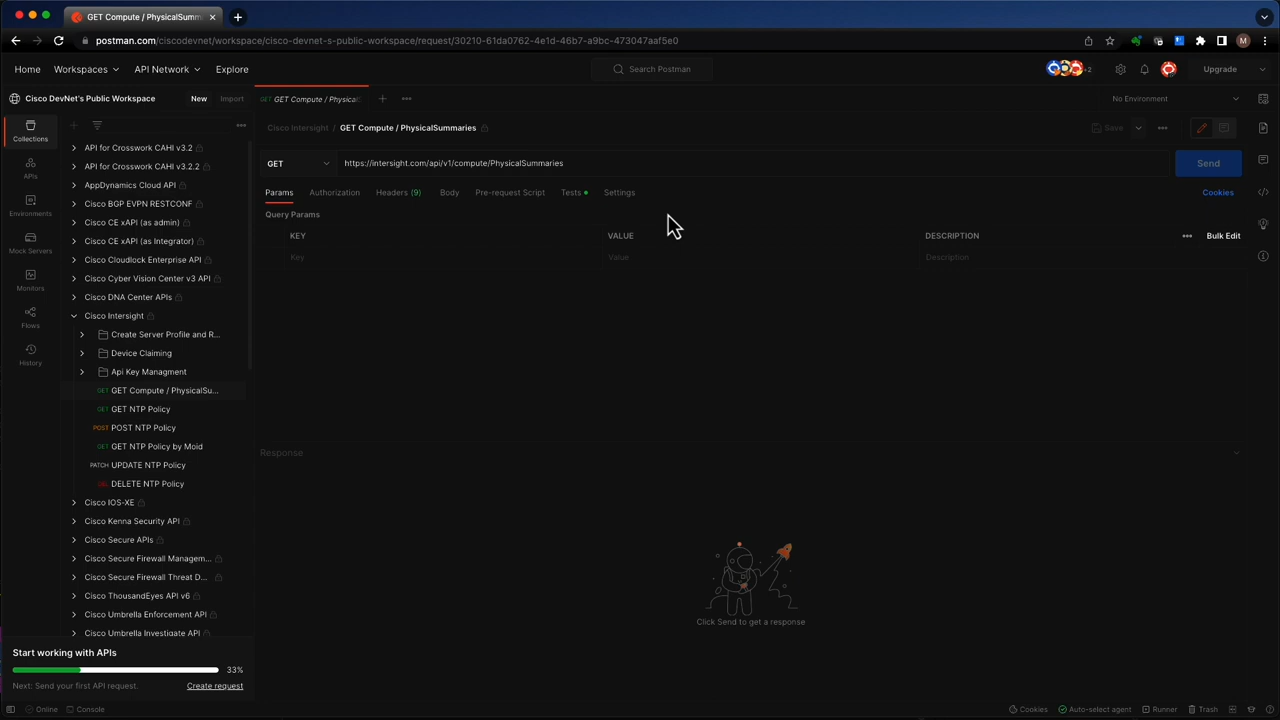 GET Compute / PhysicalSumm
postman.com/ciscodevnet/workspace/cisco-devnet-s-public-workspace/request/30210-61da0762-4e1d-46b7-a9bc-473047aaf5e0
M
Home Workspaces API Network Explore
Search Postman
+2
Upgrade
Cisco DevNet's Public Workspace
New Import
GET GET Compute / Physical
No Environment
Collections
APIs
Environments
Mock Servers
Monitors
Flows
History
API for Crosswork CAHI v3.2
API for Crosswork CAHI v3.2.2
AppDynamics Cloud API
Cisco BGP EVPN RESTCONF
Cisco CE xAPI (as admin)
Cisco CE xAPI (as Integrator)
Cisco Cloudlock Enterprise API
Cisco Cyber Vision Center v3 API
Cisco DNA Center APIs
Cisco Intersight
Create Server Profile and R...
Device Claiming
Api Key Managment
GET GET Compute / PhysicalSu...
GET GET NTP Policy
POST POST NTP Policy
GET GET NTP Policy by Moid
PATCH UPDATE NTP Policy
DEL DELETE NTP Policy
Cisco IOS-XE
Cisco Kenna Security API
Cisco Secure APIs
Cisco Secure Firewall Managem...
Cisco Secure Firewall Threat D...
Cisco ThousandEyes API v6
Cisco Umbrella Enforcement API
Cisco Umbrella Investigate API
Start working with APIs
33%
Next: Send your first API request. Create request
Cisco Intersight / GET Compute / PhysicalSummaries
Save
GET https://intersight.com/api/v1/compute/PhysicalSummaries
Send
Params Authorization Headers (9) Body Pre-request Script Tests Settings
Cookies
Query Params
KEY VALUE DESCRIPTION Bulk Edit
Key Value Description
Response
Click Send to get a response
Online Console
Cookies Auto-select agent Runner Trash